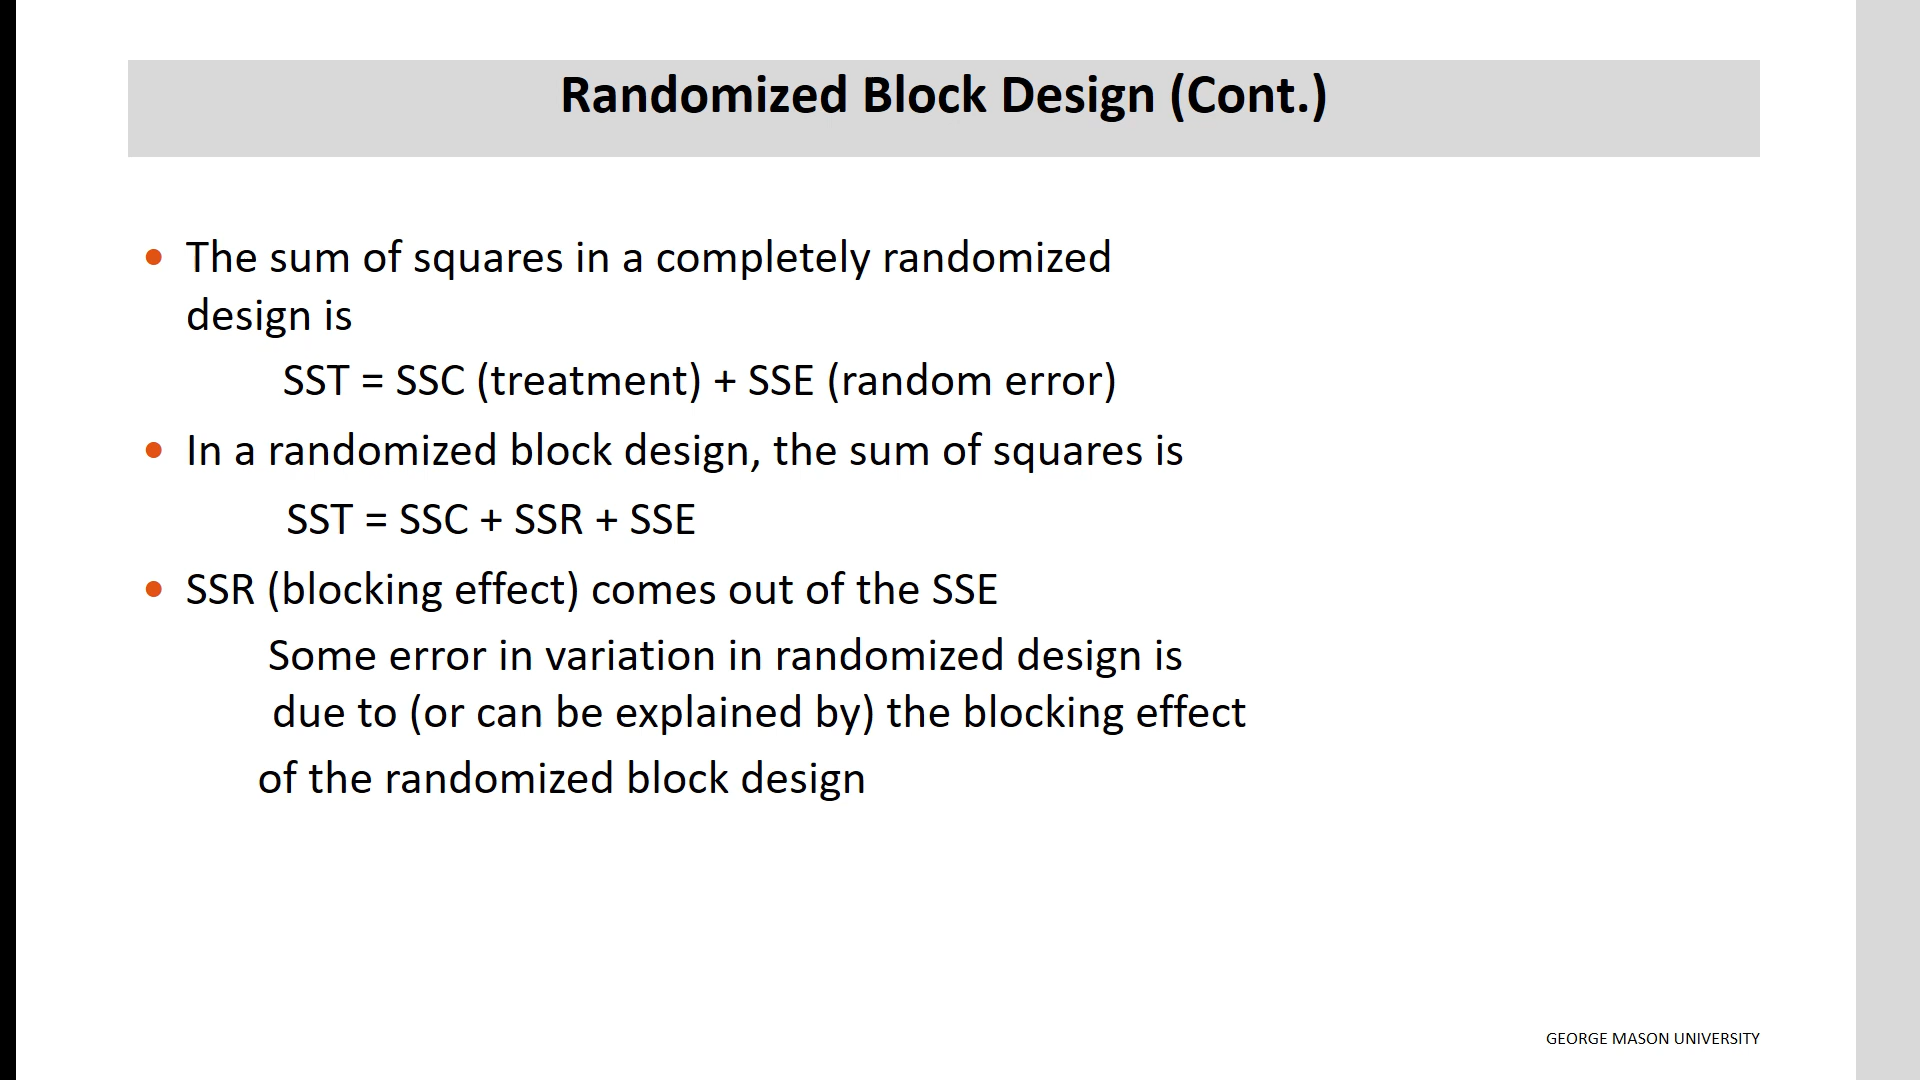 Randomized Block Design (Cont.)
• The sum of squares in a completely randomized
design is
SST = SSC (treatment) + SSE (random error)
• In a randomized block design, the sum of squares is
SST = SSC + SSR + SSE
• SSR (blocking effect) comes out of the SSE
Some error in variation in randomized design is
due to (or can be explained by) the blocking effect
of the randomized block design
GEORGE MASON UNIVERSITY